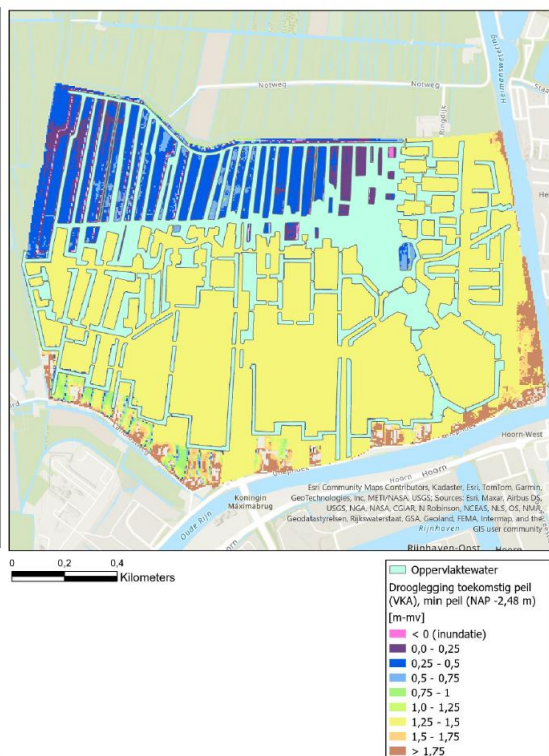 Notweg
Notweg
Ringdijk
Heimanswetering
Hoorn-West
Esri Community Maps Contributors, Kadaster, Esri, TomTom, Garmin,
GeoTechnologies, Inc, METI/NASA, USGS; Sources: Esri, Maxar, Airbus DS,
USGS, NGA, NASA, CGIAR, N Robinson, NCEAS, NLS, OS, NMA,
Geodatastyrelsen, Rijkswaterstaat, GSA, Geoland, FEMA, Intermap, and the
GIS user community
Hoorn
Hoorn
Koningin
Máximabrug
Oude Rijn
Rijnhaven
Rijnhaven-Oost
Hoorn
0 0,2 0,4
Kilometers
Oppervlaktewater
Drooglegging toekomstig peil
(VKA), min peil (NAP -2,48 m)
[m-mv]
< 0 (inundatie)
0,0 - 0,25
0,25 - 0,5
0,5 - 0,75
0,75 - 1
1,0 - 1,25
1,25 - 1,5
1,5 - 1,75
> 1,75